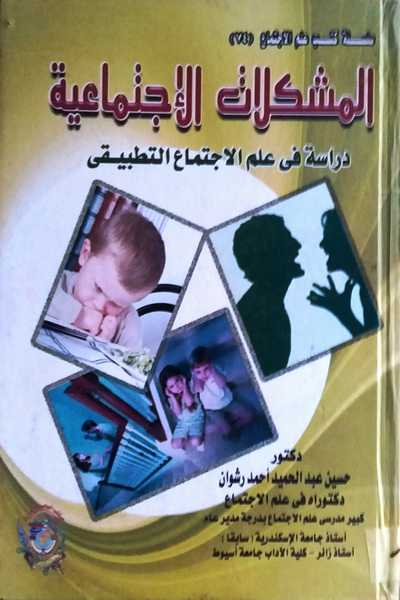 سلسلة كتب علم الاجتماع (٧٤)
المشكلات الإجتماعية
دراسة فى علم الاجتماع التطبيقى
دكتور
حسين عبد الحميد أحمد رشوان
دكتوراه فى علم الاجتماع
كبير مدرسى علم الاجتماع بدرجة مدير عام
أستاذ جامعة الإسكندرية (سابقا)
أستاذ زائر - كلية الآداب جامعة أسيوط